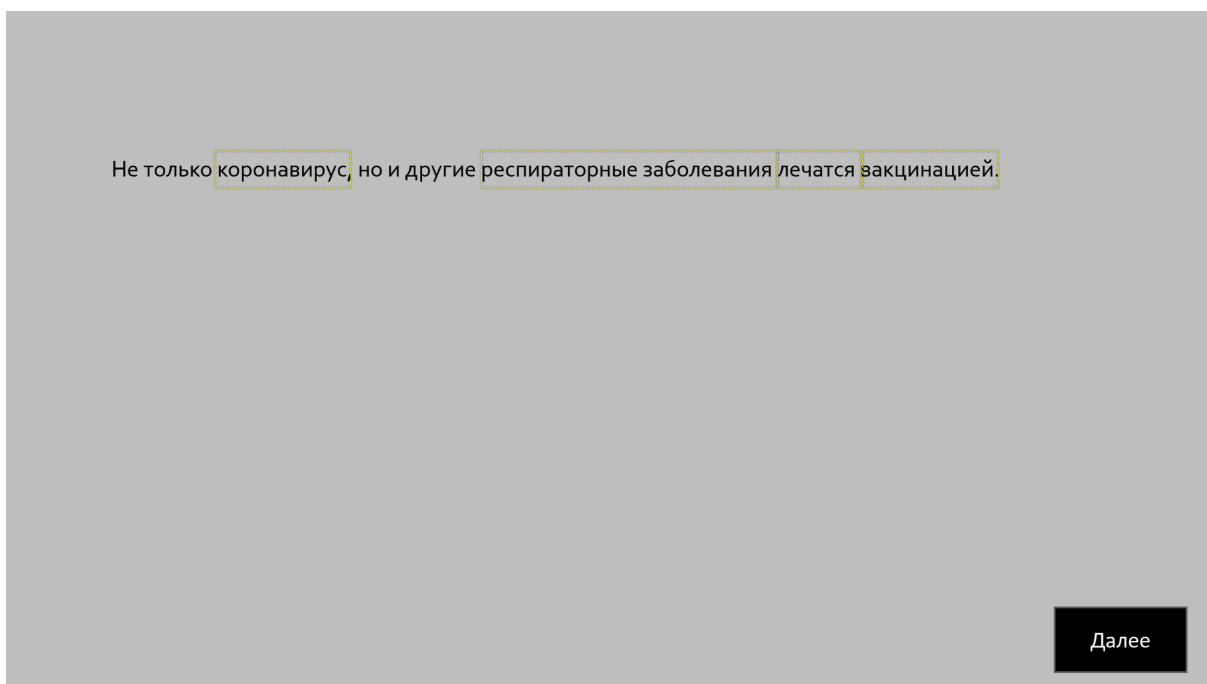 Не только коронавирус, но и другие респираторные заболевания лечатся вакцинацией.
Далее